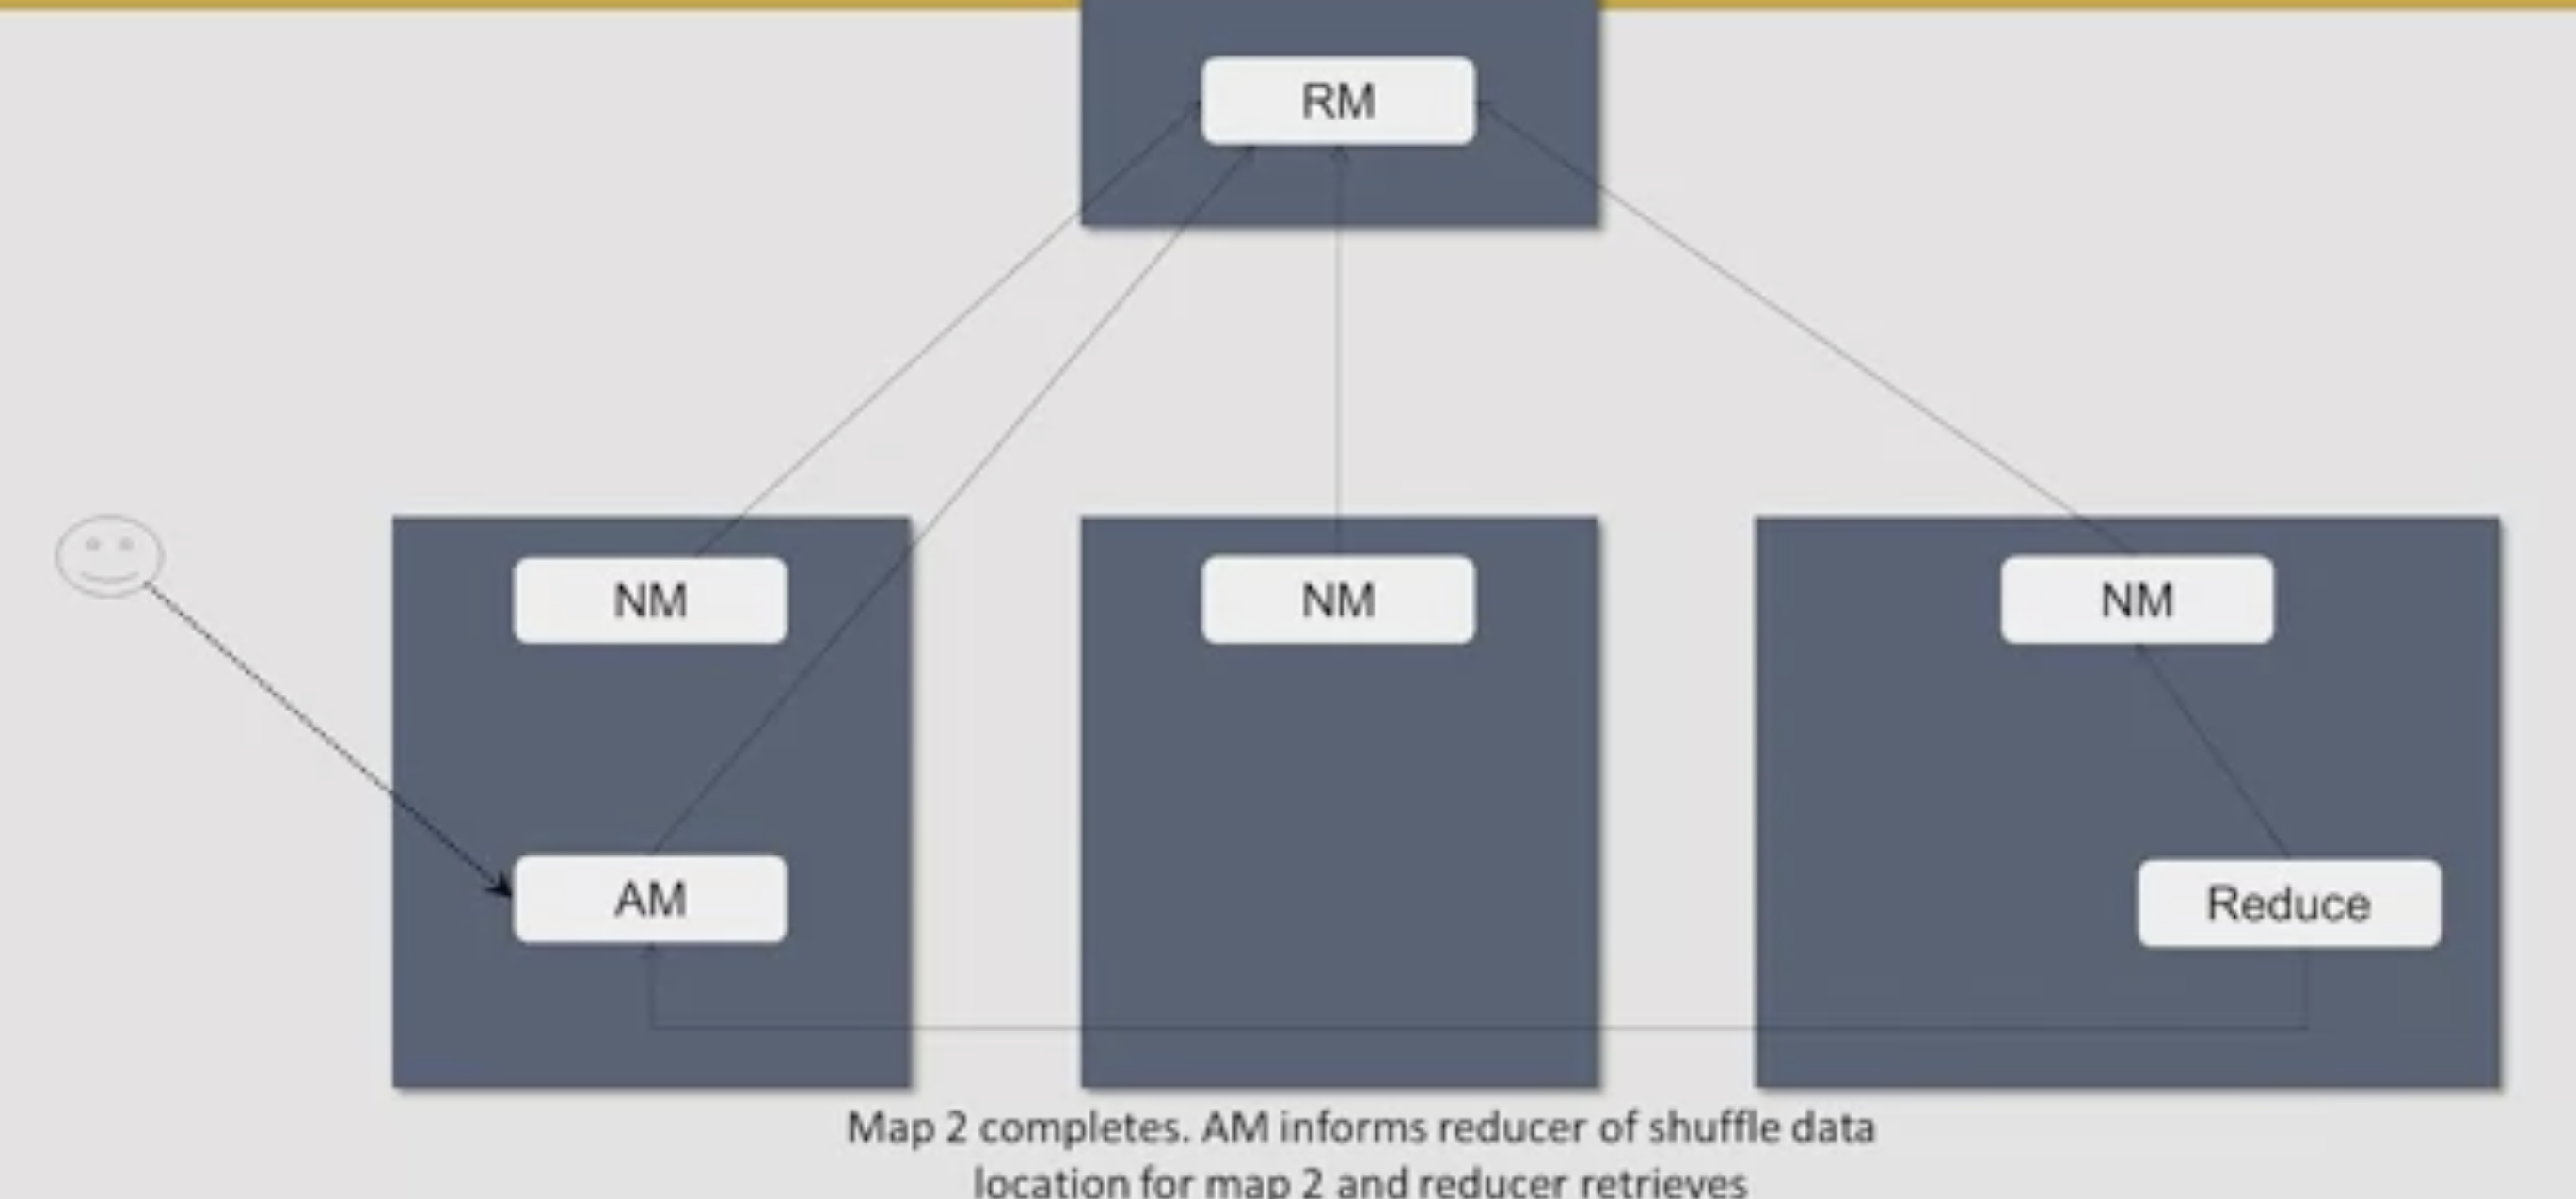 RM
NM
NM
NM
AM
Reduce
Map 2 completes. AM informs reducer of shuffle data
location for map 2 and reducer retrieves